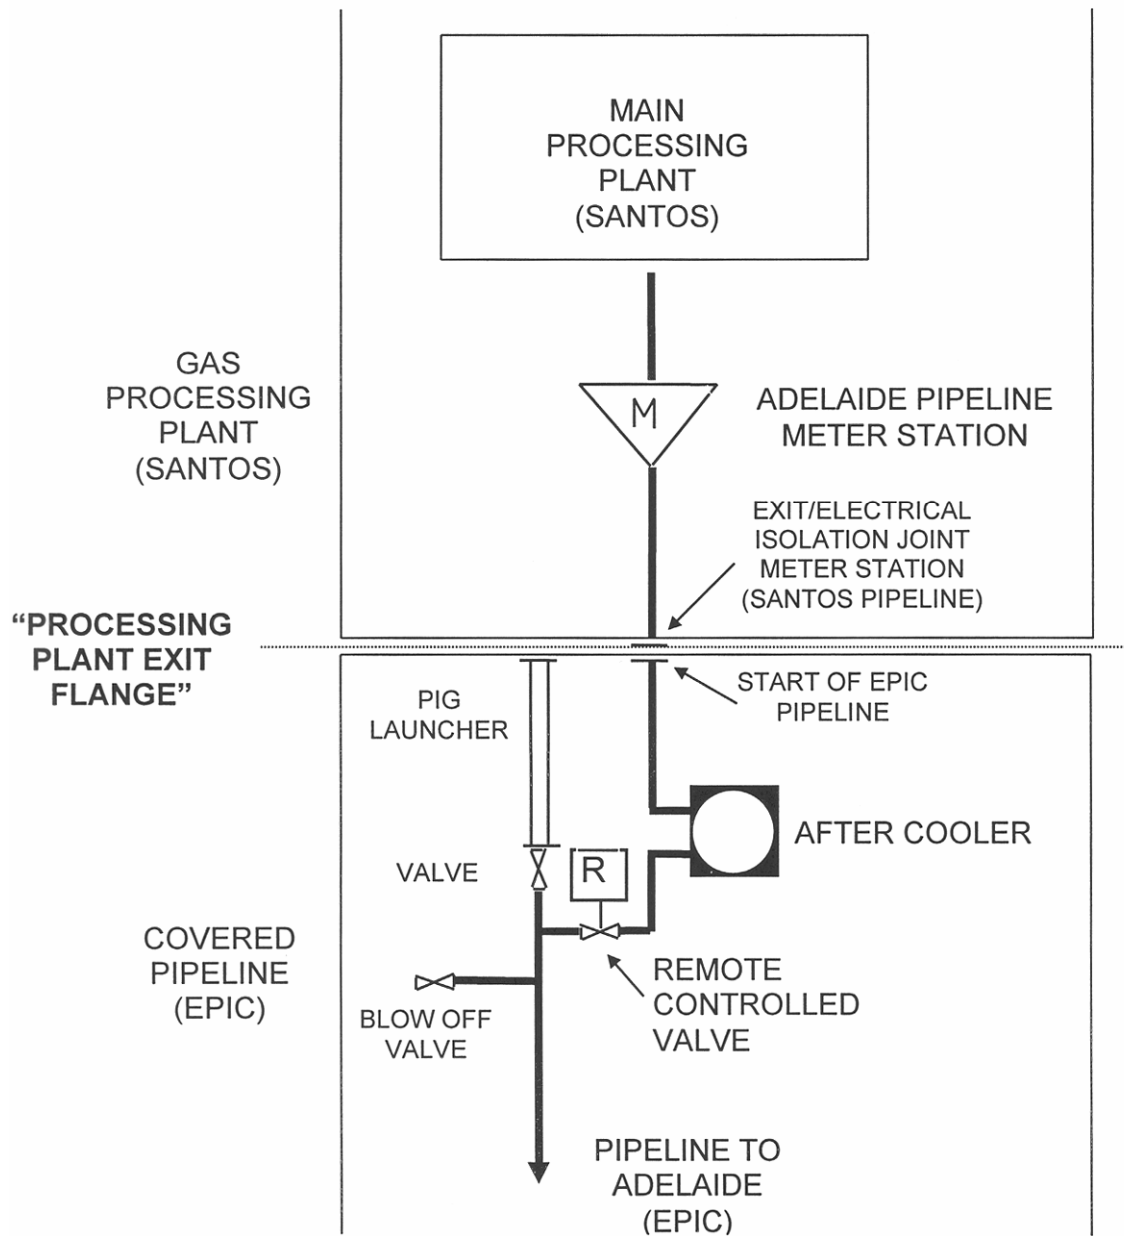 MAIN
PROCESSING
PLANT
(SANTOS)
GAS
PROCESSING
PLANT
(SANTOS)
M
ADELAIDE PIPELINE
METER STATION
EXIT/ELECTRICAL
ISOLATION JOINT
METER STATION
(SANTOS PIPELINE)
“PROCESSING
PLANT EXIT
FLANGE”
PIG
LAUNCHER
START OF EPIC
PIPELINE
AFTER COOLER
VALVE
R
COVERED
PIPELINE
(EPIC)
REMOTE
CONTROLLED
VALVE
BLOW OFF
VALVE
PIPELINE TO
ADELAIDE
(EPIC)